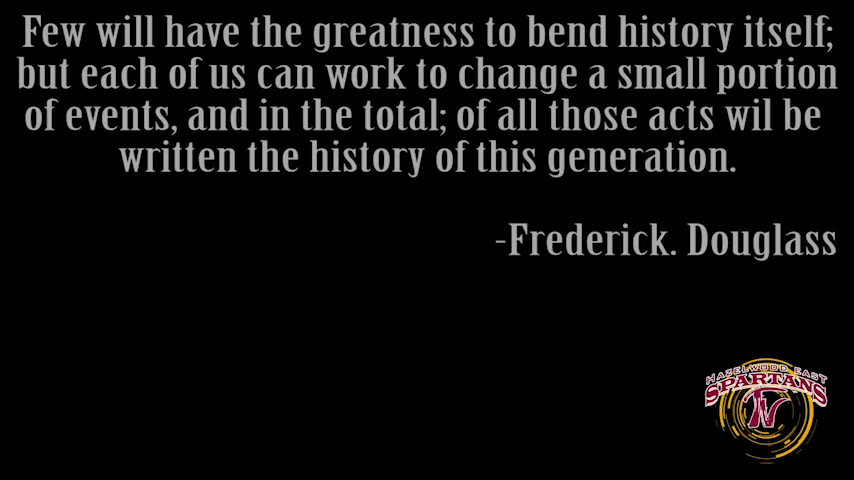 Few will have the greatness to bend history itself;
but each of us can work to change a small portion
of events, and in the total; of all those acts wil be
written the history of this generation.
-Frederick. Douglass
HAZELWOOD EAST
SPARTANS
TV